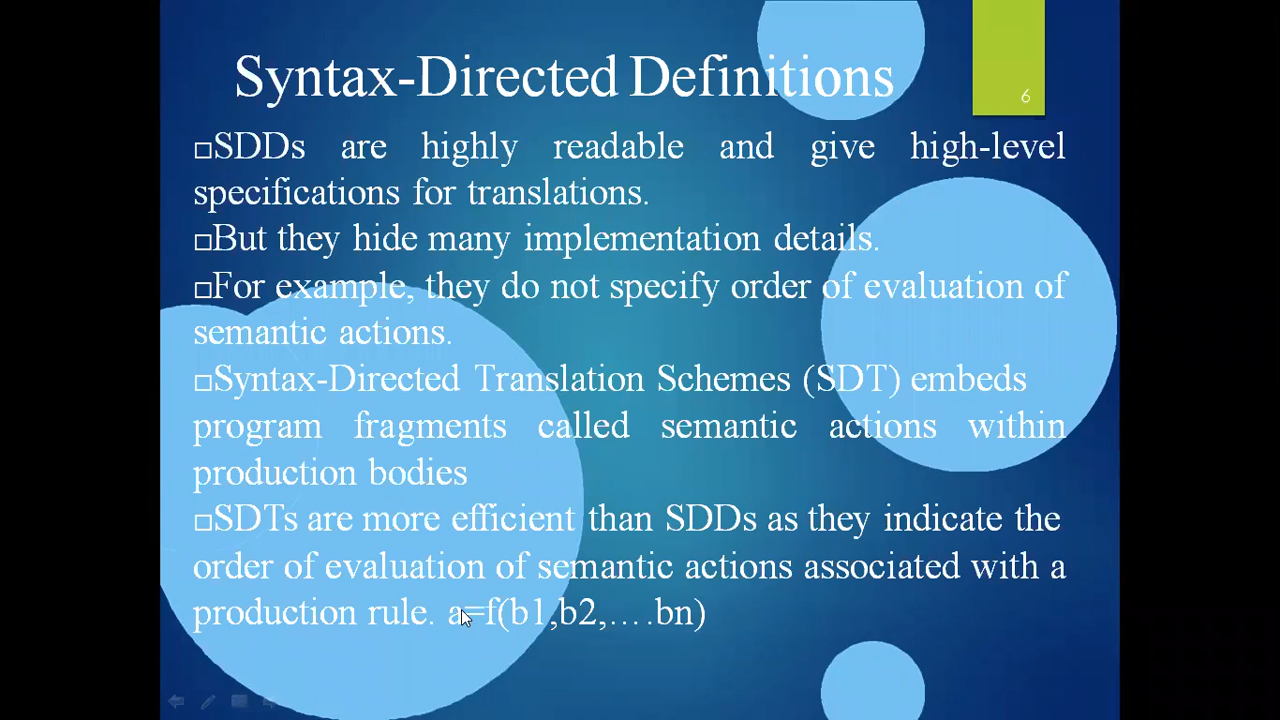 Syntax-Directed Definitions
6
□SDDs are highly readable and give high-level
specifications for translations.
□But they hide many implementation details.
□For example, they do not specify order of evaluation of
semantic actions.
□Syntax-Directed Translation Schemes (SDT) embeds
program fragments called semantic actions within
production bodies
□SDTs are more efficient than SDDs as they indicate the
order of evaluation of semantic actions associated with a
production rule. a=f(b1,b2,….bn)